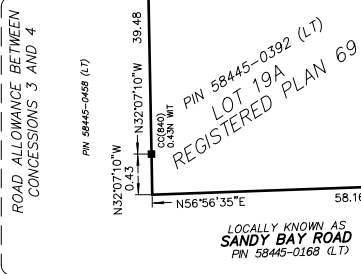 ROAD ALLOWANCE BETWEEN
CONCESSIONS 3 AND 4
PIN 58445-0458 (LT)
39.48
N32°07'10"W
N32°07'10"W
0.43
CC(840)
0.43N WIT
PIN 58445-0392 (LT)
LOT 19A
REGISTERED PLAN 69
N56°56'35"E
58.16
LOCALLY KNOWN AS
SANDY BAY ROAD
PIN 58445-0168 (LT)